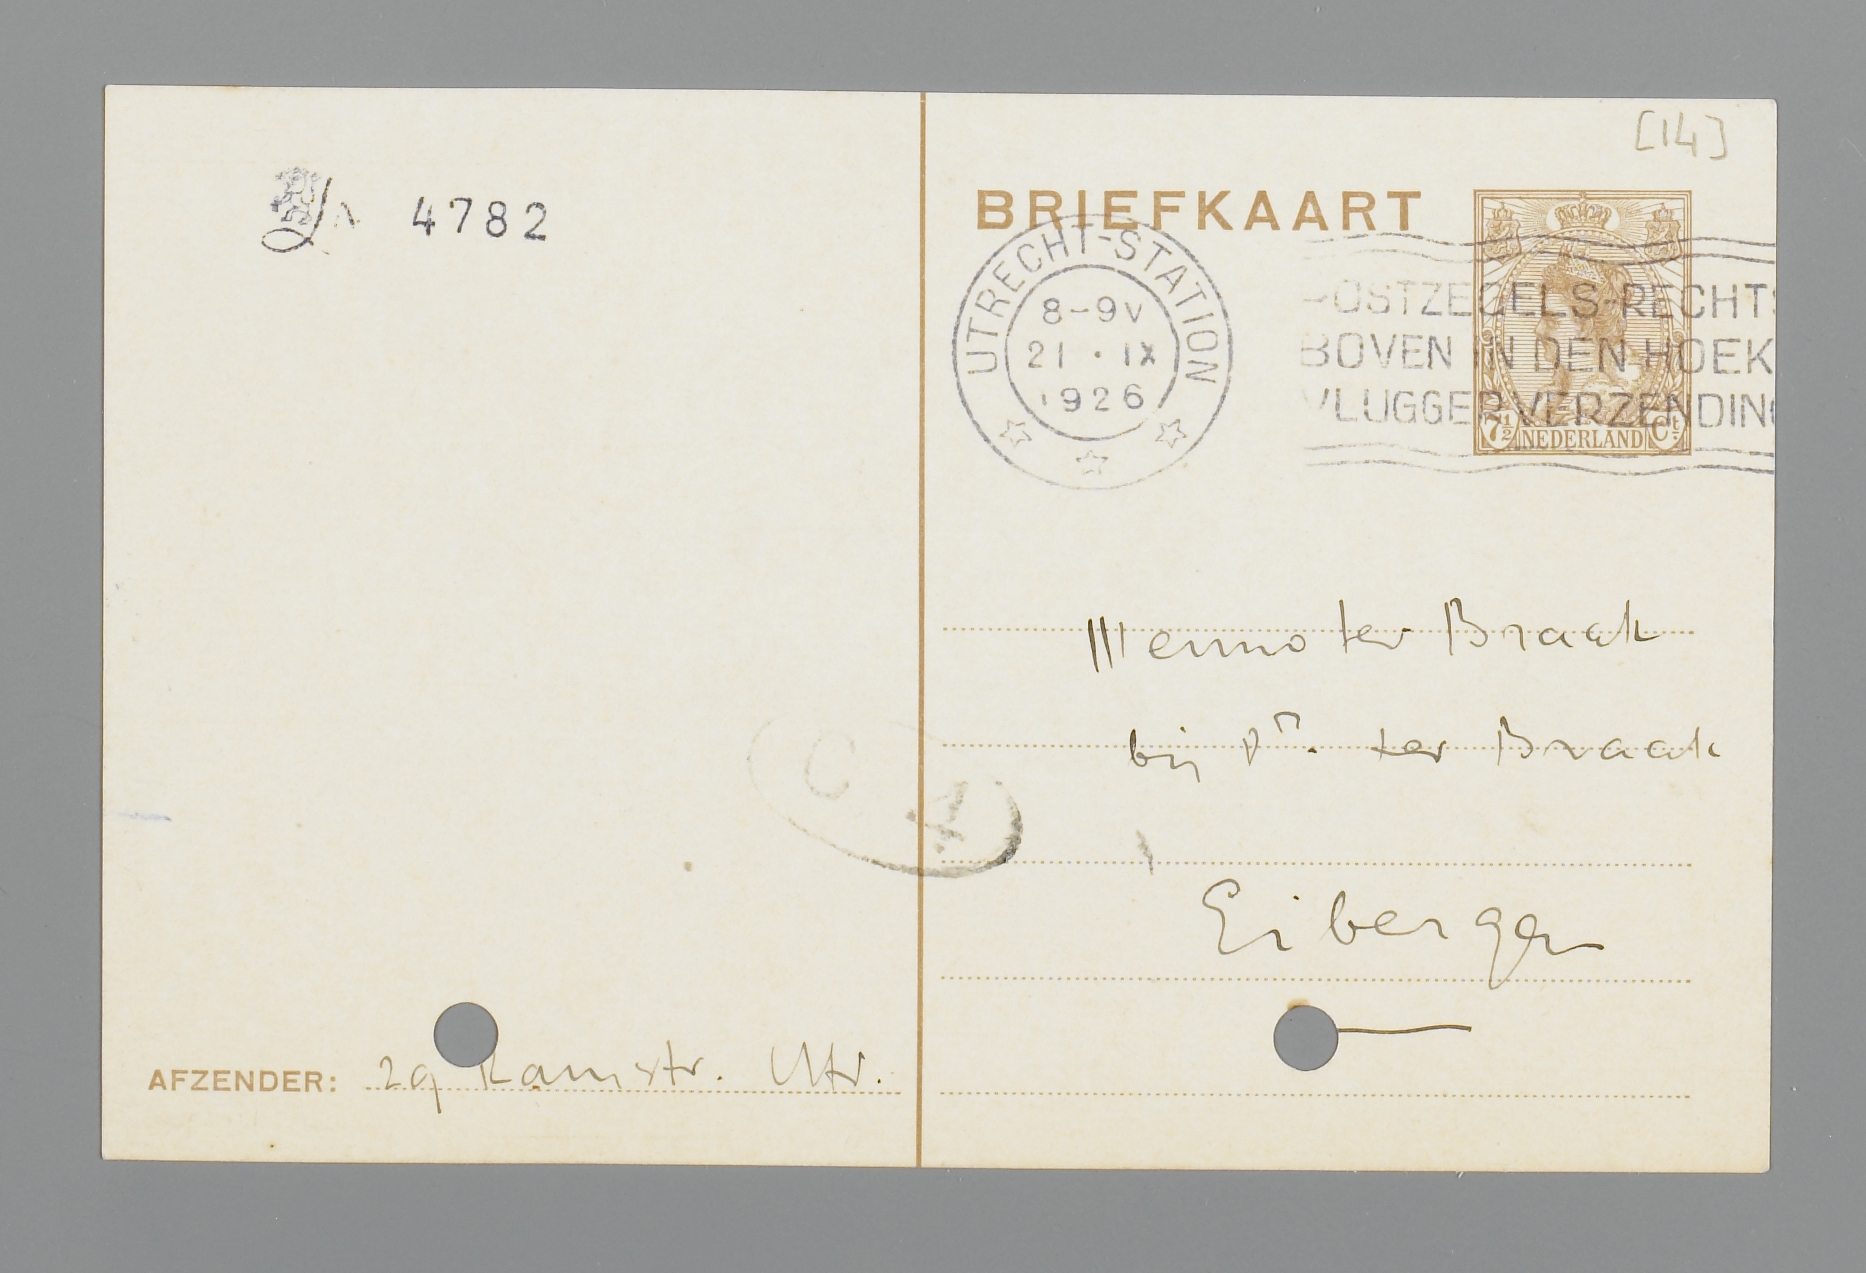 4782
AFZENDER: 29 Ramstr. Utr.
[14]
BRIEFKAART
UTRECHT-STATION
8-9V
21 · IX
1926
POSTZEGELS-RECHTS
BOVEN IN DEN HOEK
VLUGGER VERZENDING
7½ NEDERLAND Ct.
Menno ter Braak
bij Dr. ter Braak
Eibergen